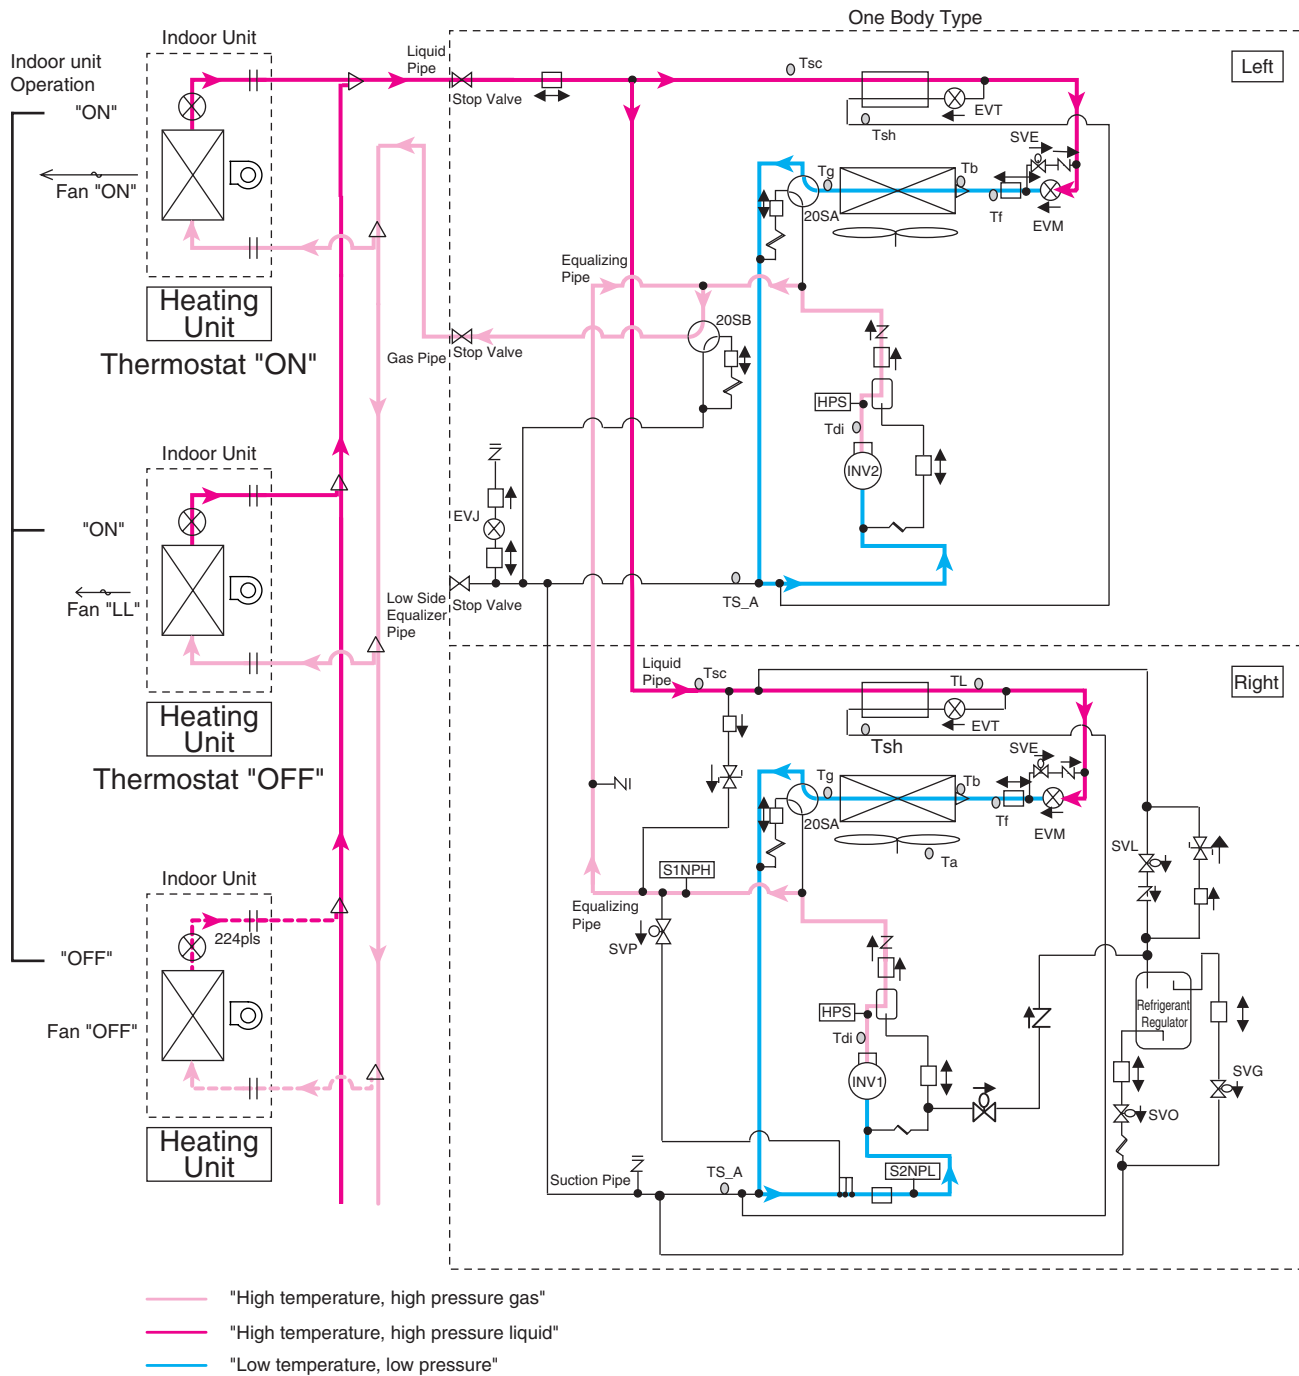 One Body Type
Indoor unit
Operation
"ON"
Fan "ON"
Indoor Unit
Heating
Unit
Thermostat "ON"
Liquid
Pipe
Stop Valve
Tsc
Left
EVT
Tsh
SVE
Tg
Tb
20SA
Tf
EVM
Equalizing
Pipe
20SB
Gas Pipe
Stop Valve
HPS
Tdi
INV2
Indoor Unit
"ON"
EVJ
Fan "LL"
Low Side
Equalizer
Pipe
Stop Valve
TS_A
Heating
Unit
Thermostat "OFF"
Liquid
Pipe
Tsc
TL
Right
EVT
Tsh
SVE
Tg
Tb
20SA
Tf
EVM
Ta
SVL
S1NPH
Equalizing
Pipe
SVP
Indoor Unit
224pls
"OFF"
Fan "OFF"
Heating
Unit
HPS
Tdi
INV1
Refrigerant
Regulator
SVG
SVO
Suction Pipe
TS_A
S2NPL
"High temperature, high pressure gas"
"High temperature, high pressure liquid"
"Low temperature, low pressure"